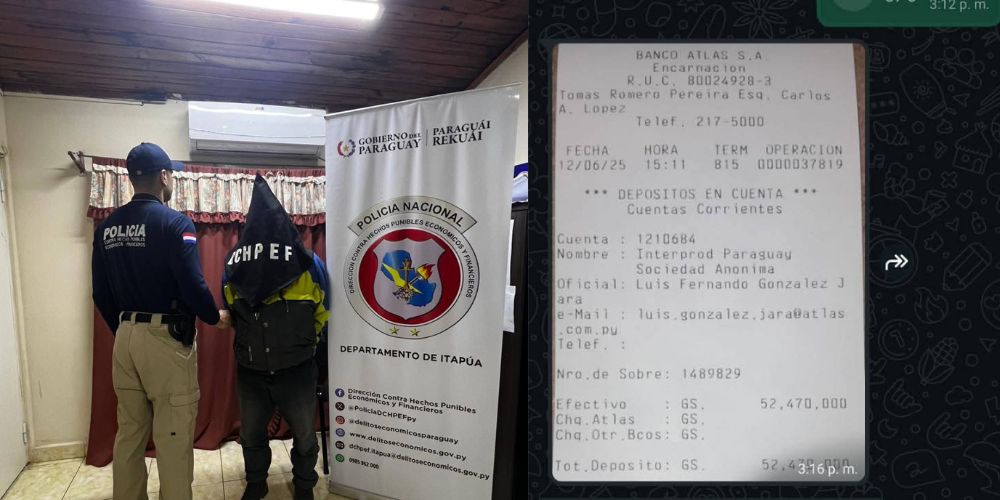 POLICIA
CONTRA HECHOS PUNIBLES
ECONOMICOS Y FINANCIEROS
DCHPEF
GOBIERNO DEL
PARAGUAY
PARAGUÁI
REKUÁI
POLICIA NACIONAL
DIRECCIÓN CONTRA HECHOS PUNIBLES ECONÓMICOS Y FINANCIEROS
DEPARTAMENTO DE ITAPÚA
Dirección Contra Hechos Punibles
Económicos y Financieros
@PoliciaDCHPEFpy
@delitoseconomicosparaguay
www.delitoseconomicos.gov.py
dchpef.itapua@delitoseconomicos.gov.py
3:12 p. m.
BANCO ATLAS S.A.
Encarnacion
R.U.C. 80024928-3
Tomas Romero Pereira Esq. Carlos
A. Lopez
Telef. 217-5000
FECHA HORA TERM OPERACION
12/06/25 15:11 815 0000037819
*** DEPOSITOS EN CUENTA ***
Cuentas Corrientes
Cuenta : 1210684
Nombre : Interprod Paraguay
Sociedad Anonima
Oficial: Luis Fernando Gonzalez J
ara
e-Mail : luis.gonzalez.jara@atlas
.com.py
Telef. :
Nro.de Sobre: 1489829
Efectivo : GS. 52,470,000
Chq.Atlas : GS.
Chq.Otr.Bcos: GS.
Tot.Deposito: GS.
3:16 p. m.